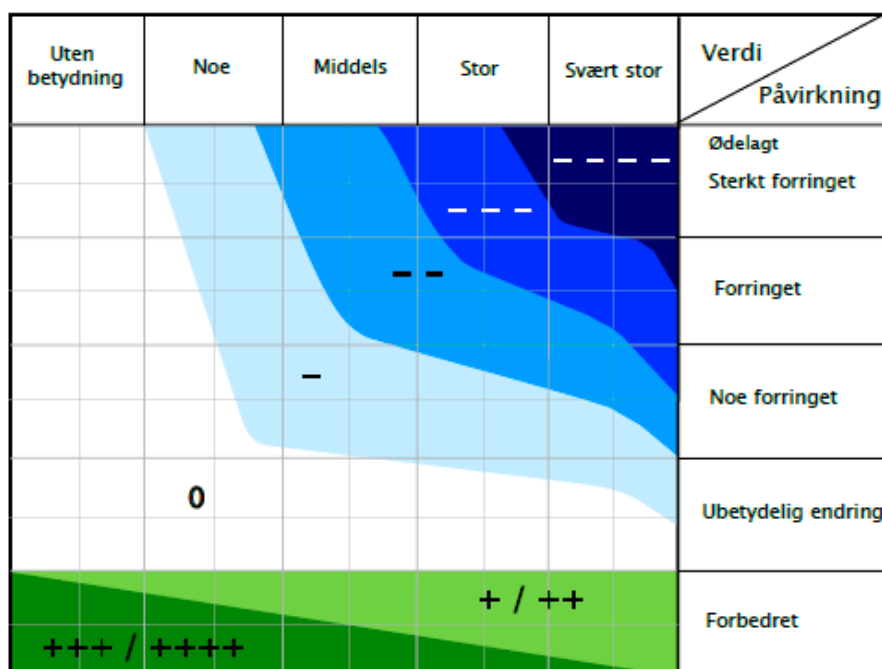 Uten
betydning
Noe
Middels
Stor
Svært stor
Verdi
Påvirkning
Ødelagt
Sterkt forringet
Forringet
Noe forringet
Ubetydelig endring
Forbedret
– – – –
– – –
– –
–
0
+ / ++
+++ / ++++